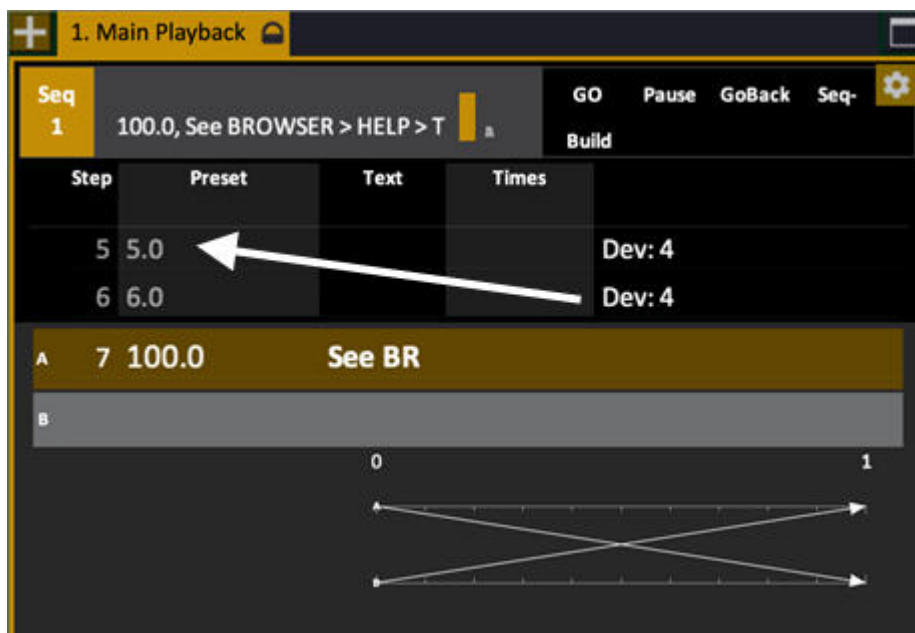 1. Main Playback
Seq 1
100.0, See BROWSER > HELP > T
GO Pause GoBack Seq-
Build
Step Preset Text Times
5 5.0 Dev: 4
6 6.0 Dev: 4
A 7 100.0 See BR
B
0 1
A
B